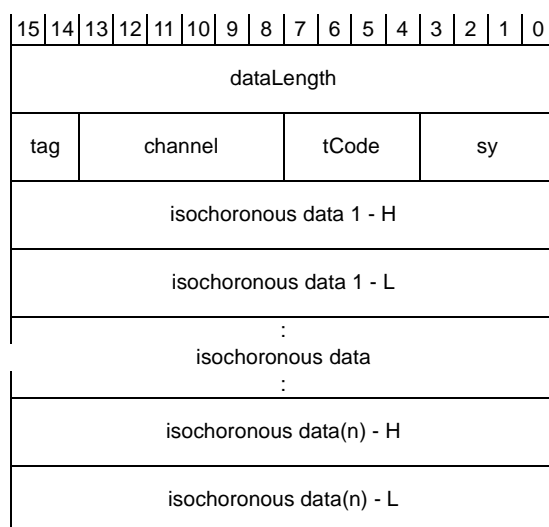 15 14 13 12 11 10 9 8 7 6 5 4 3 2 1 0
dataLength
tag channel tCode sy
isochoronous data 1 - H
isochoronous data 1 - L
:
isochoronous data
:
isochoronous data(n) - H
isochoronous data(n) - L